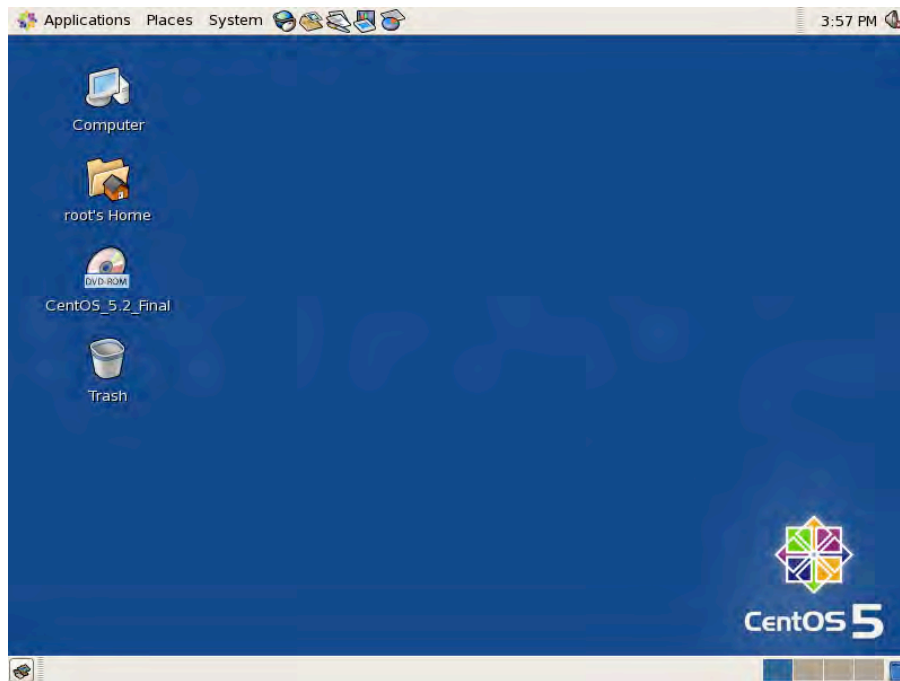 Applications Places System 3:57 PM
Computer
root's Home
DVD-ROM
CentOS_5.2_Final
Trash
CentOS 5